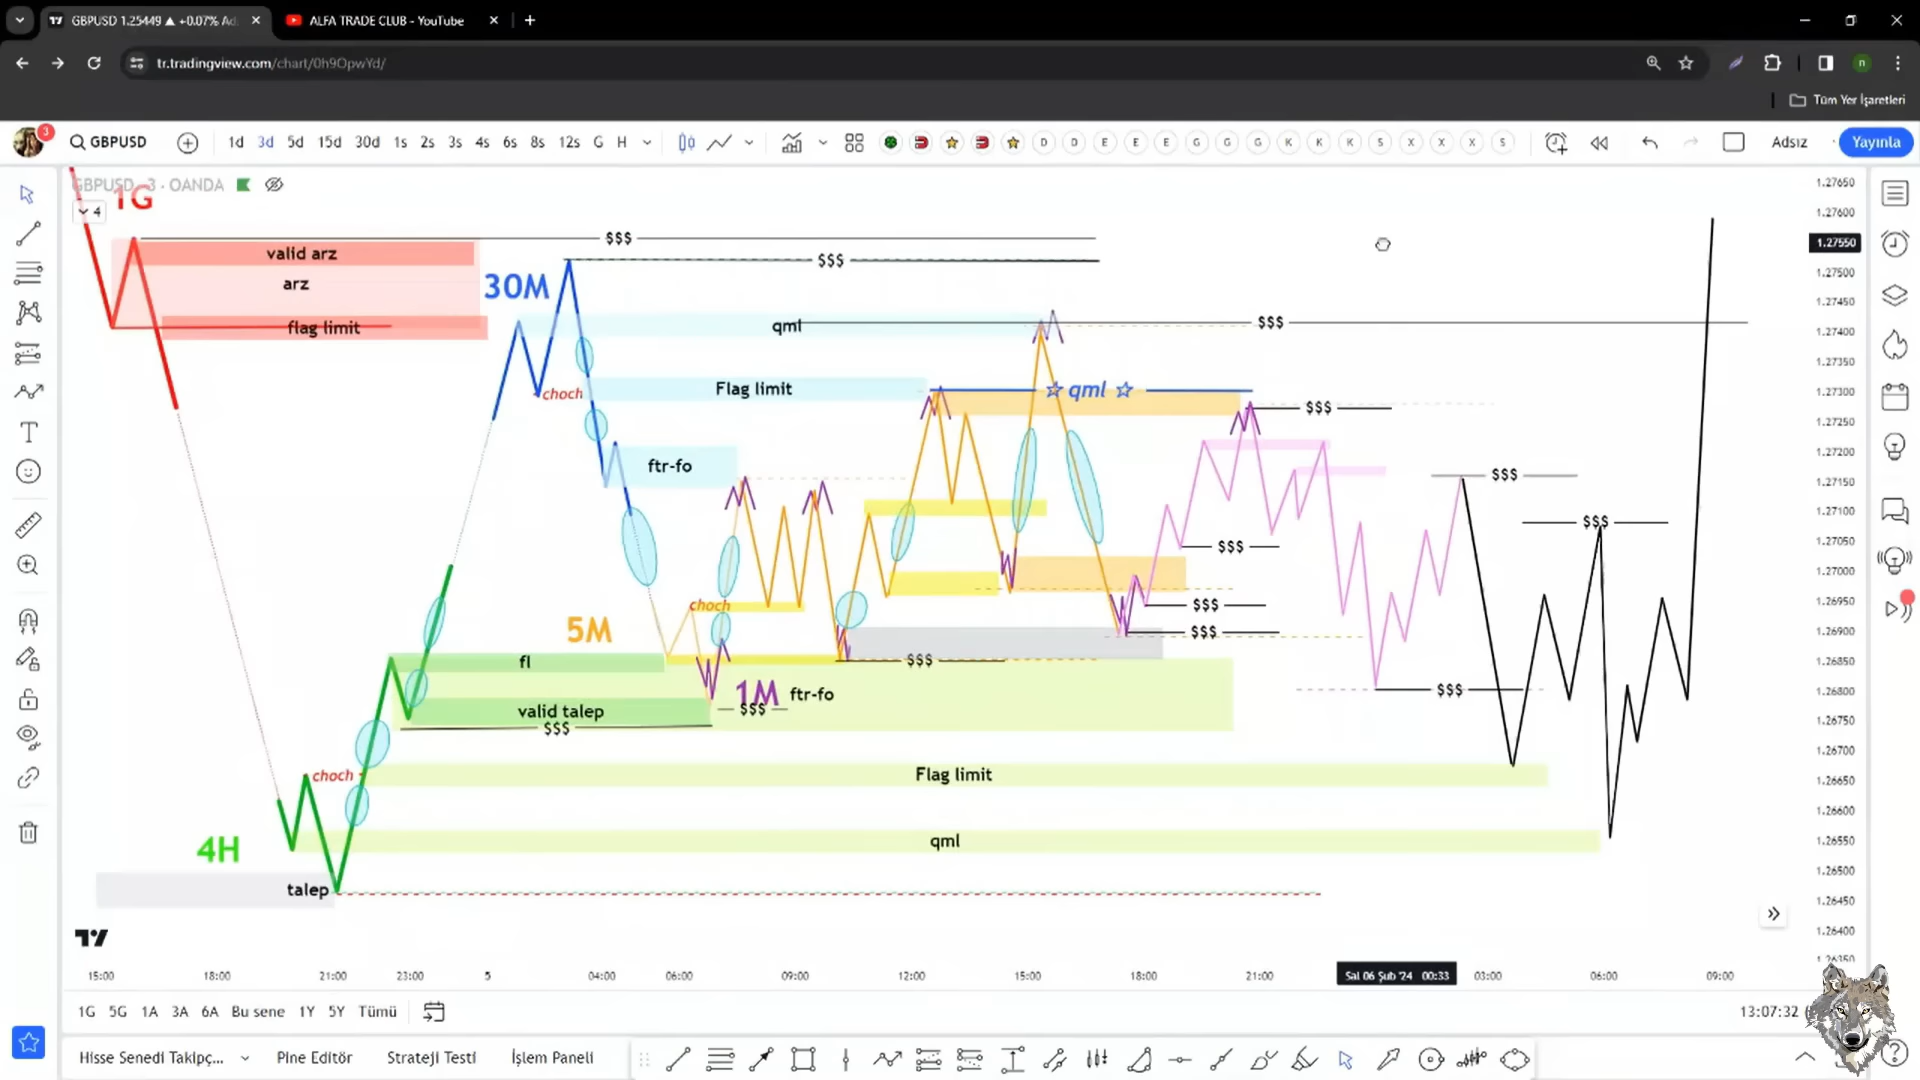 GBPUSD 1.25449 ▲ +0.07% Ad
ALFA TRADE CLUB - YouTube
tr.tradingview.com/chart/0h9OpwYd/
Tüm Yer İşaretleri
3
GBPUSD
1d 3d 5d 15d 30d 1s 2s 3s 4s 6s 8s 12s G H
D D E E E G G G K K K S X X X S
Adsız
Yayınla
GBPUSD · 3 · OANDA
4
1G
valid arz
arz
flag limit
30M
$$$
$$$
qml
$$$
choch
Flag limit
☆ qml ☆
$$$
ftr-fo
$$$
$$$
$$$
choch
5M
$$$
$$$
fl
$$$
1M ftr-fo
$$$
$$$
valid talep
$$$
choch
Flag limit
4H
qml
talep
1.27650
1.27600
1.27550
1.27500
1.27450
1.27400
1.27350
1.27300
1.27250
1.27200
1.27150
1.27100
1.27050
1.27000
1.26950
1.26900
1.26850
1.26800
1.26750
1.26700
1.26650
1.26600
1.26550
1.26500
1.26450
1.26400
1.26350
15:00 18:00 21:00 23:00 5 04:00 06:00 09:00 12:00 15:00 18:00 21:00 Sal 06 Şub '24 00:33 03:00 06:00 09:00
1G 5G 1A 3A 6A Bu sene 1Y 5Y Tümü
13:07:32
Hisse Senedi Takipç... Pine Editör Strateji Testi İşlem Paneli